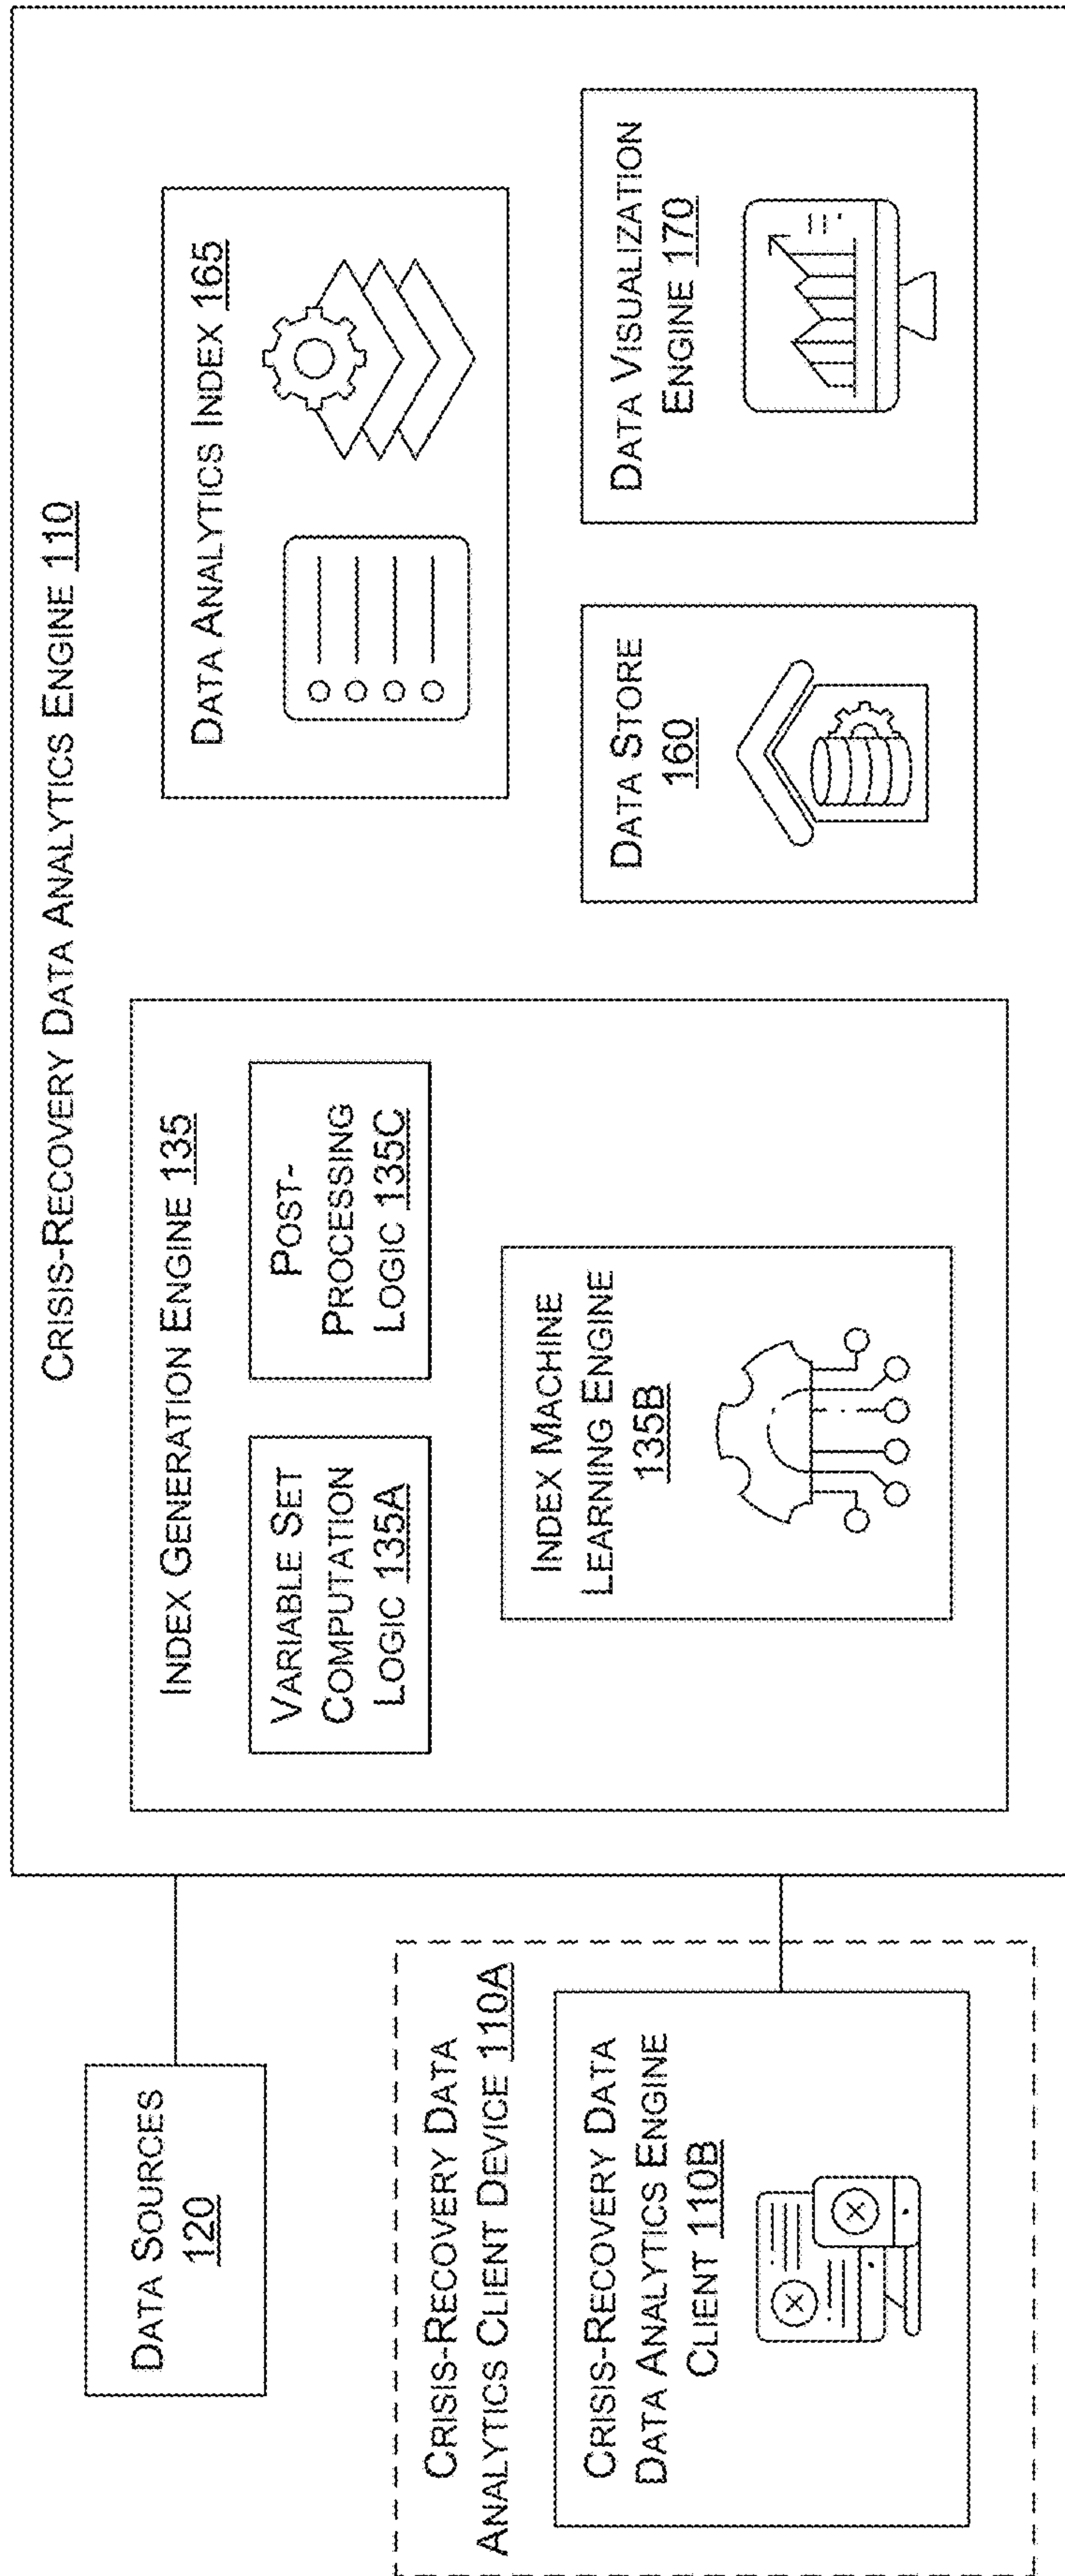 CRISIS-RECOVERY DATA ANALYTICS ENGINE 110
DATA SOURCES
120
CRISIS-RECOVERY DATA
ANALYTICS CLIENT DEVICE 110A
CRISIS-RECOVERY DATA
DATA ANALYTICS ENGINE
CLIENT 110B
INDEX GENERATION ENGINE 135
VARIABLE SET
COMPUTATION
LOGIC 135A
POST-
PROCESSING
LOGIC 135C
INDEX MACHINE
LEARNING ENGINE
135B
DATA ANALYTICS INDEX 165
DATA STORE
160
DATA VISUALIZATION
ENGINE 170